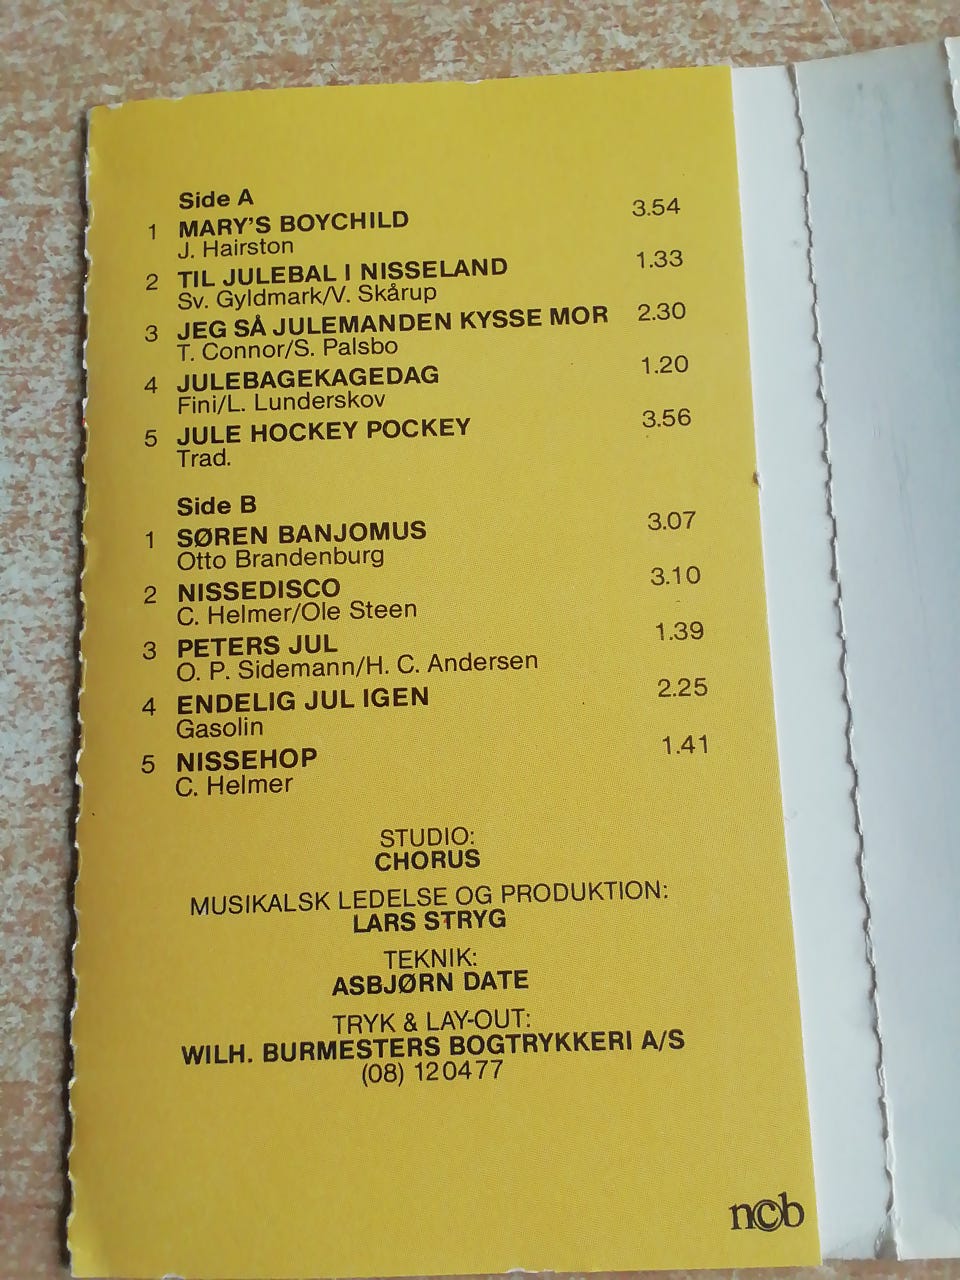 Side A
1 MARY'S BOYCHILD 3.54
J. Hairston
2 TIL JULEBAL I NISSELAND 1.33
Sv. Gyldmark/V. Skårup
3 JEG SÅ JULEMANDEN KYSSE MOR 2.30
T. Connor/S. Palsbo
4 JULEBAGEKAGEDAG 1.20
Fini/L. Lunderskov
5 JULE HOCKEY POCKEY 3.56
Trad.
Side B
1 SØREN BANJOMUS 3.07
Otto Brandenburg
2 NISSEDISCO 3.10
C. Helmer/Ole Steen
3 PETERS JUL 1.39
O. P. Sidemann/H. C. Andersen
4 ENDELIG JUL IGEN 2.25
Gasolin
5 NISSEHOP 1.41
C. Helmer
STUDIO:
CHORUS
MUSIKALSK LEDELSE OG PRODUKTION:
LARS STRYG
TEKNIK:
ASBJØRN DATE
TRYK & LAY-OUT:
WILH. BURMESTERS BOGTRYKKERI A/S
(08) 120477
n©b